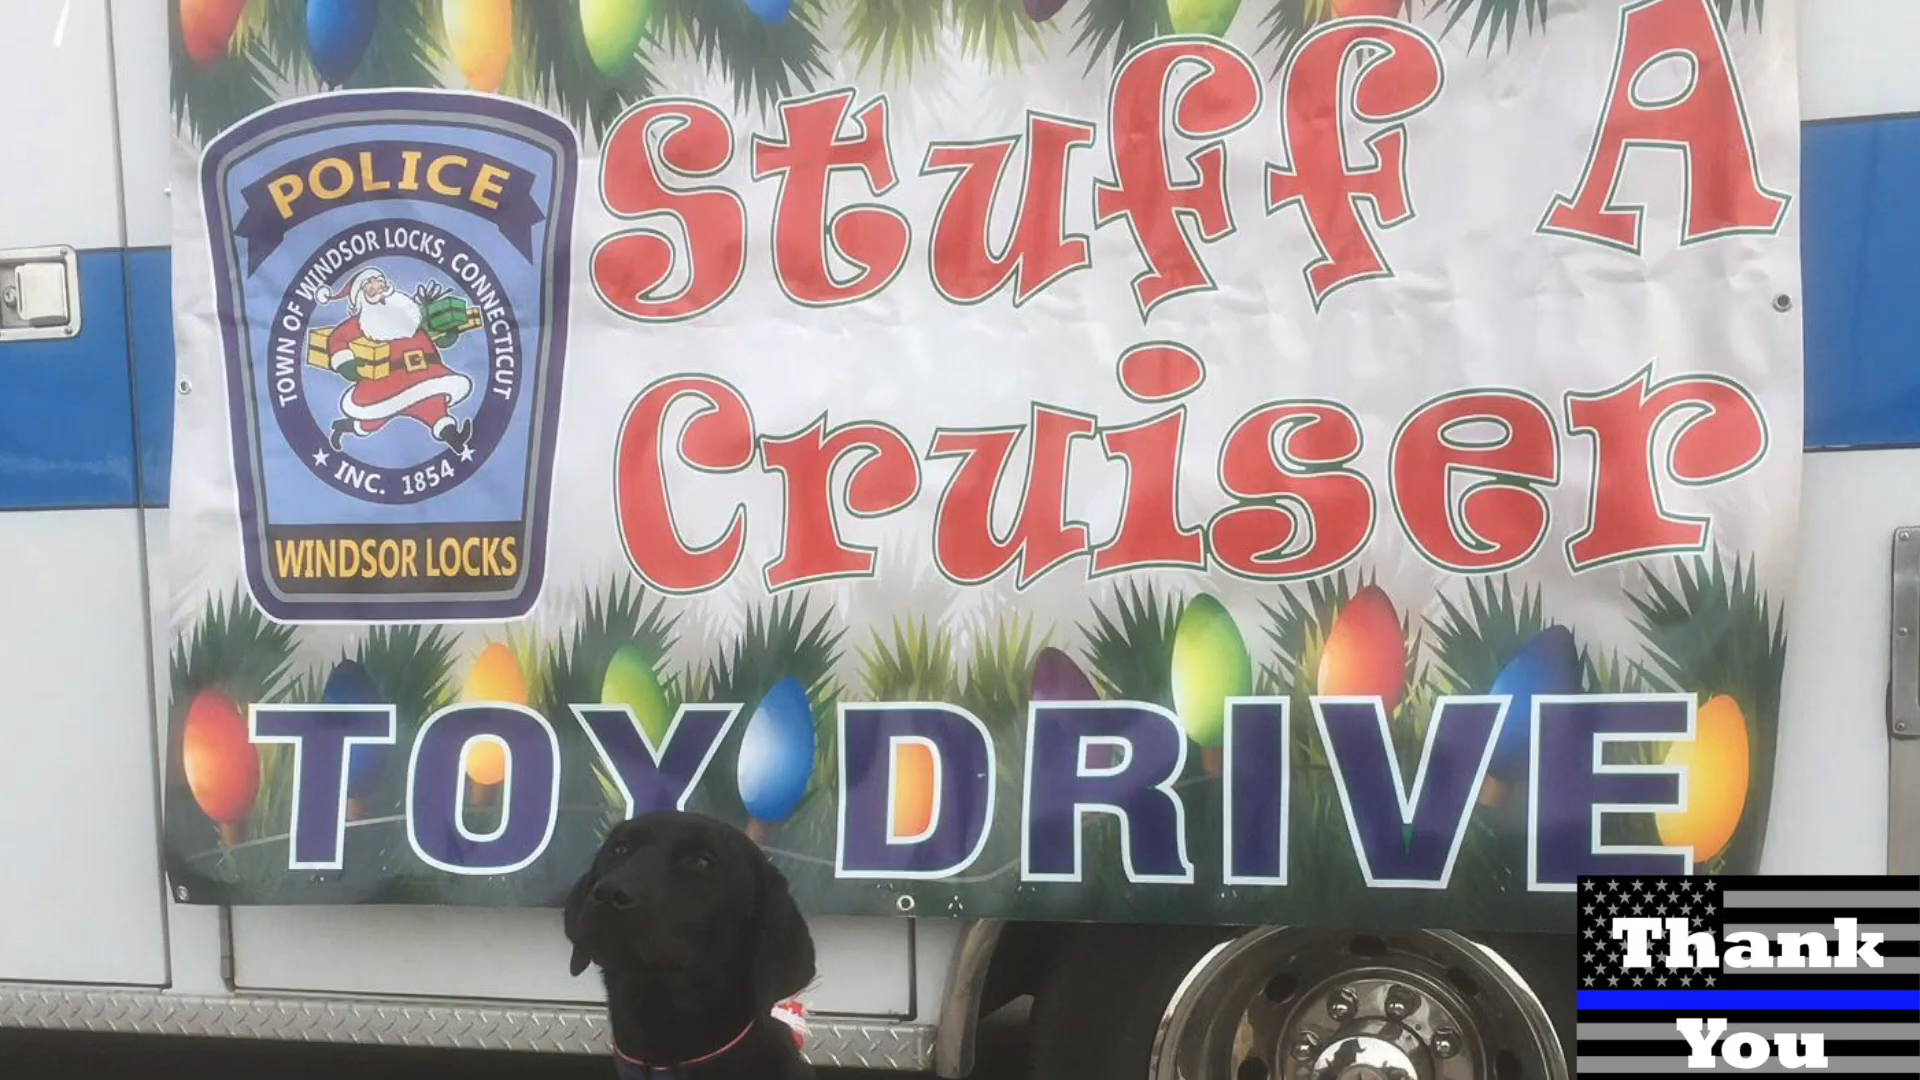 POLICE
TOWN OF WINDSOR LOCKS, CONNECTICUT
INC. 1854
WINDSOR LOCKS
Stuff A
Cruiser
TOY DRIVE
Thank
You